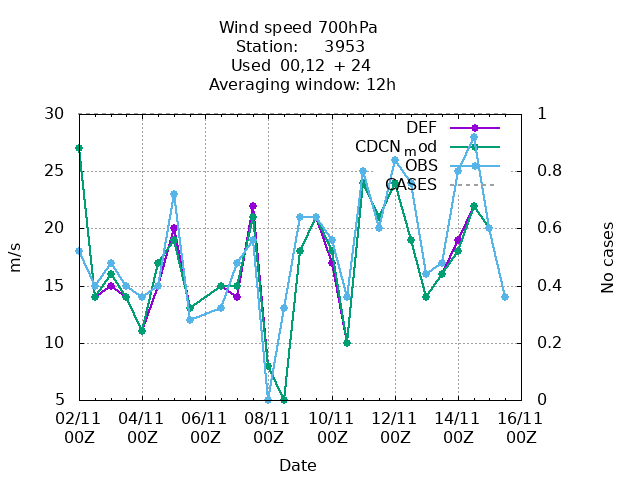 Wind speed 700hPa
Station: 3953
Used 00,12 + 24
Averaging window: 12h
30 1
DEF
CDCN_mod
25 OBS 0.8
CASES
20 0.6
m/s
No cases
15 0.4
10 0.2
5 0
02/11 04/11 06/11 08/11 10/11 12/11 14/11 16/11
00Z 00Z 00Z 00Z 00Z 00Z 00Z 00Z
Date